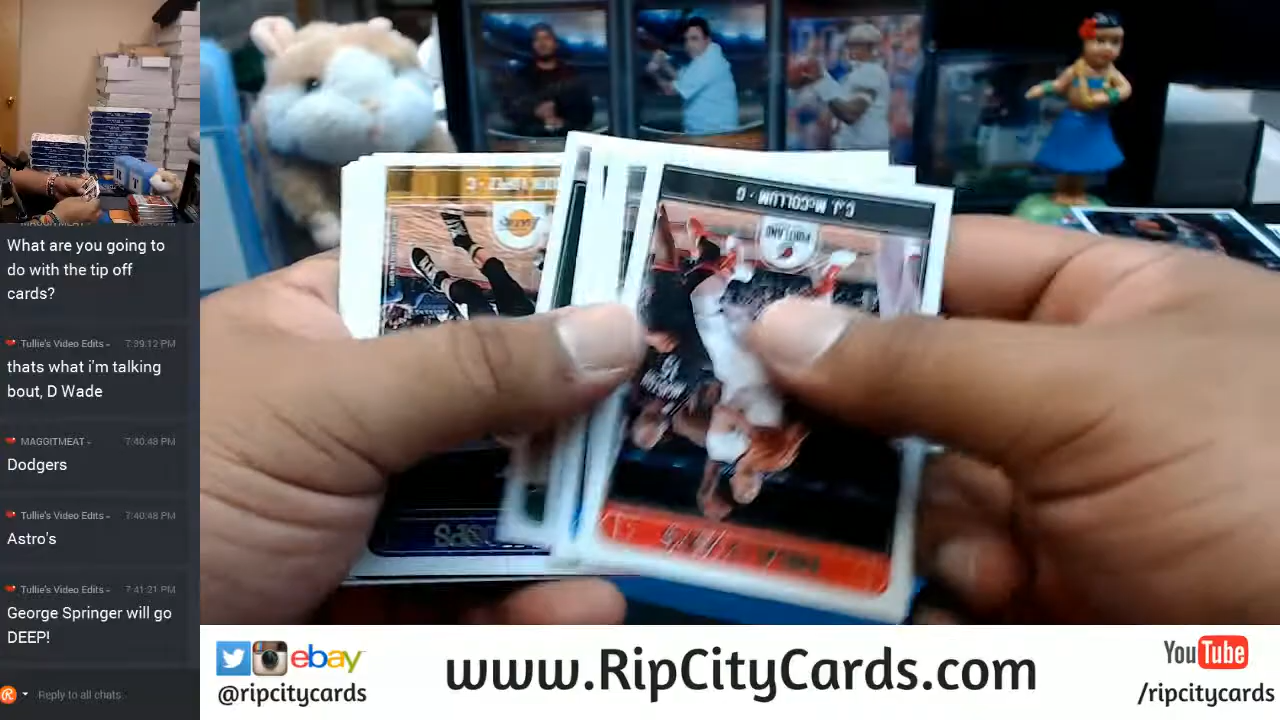 MAGGITMEAT -
What are you going to
do with the tip off
cards?
Tullie's Video Edits - 7:39:12 PM
thats what i'm talking
bout, D Wade
MAGGITMEAT - 7:40:48 PM
Dodgers
Tullie's Video Edits - 7:40:48 PM
Astro's
Tullie's Video Edits - 7:41:21 PM
George Springer will go
DEEP!
Reply to all chats..
C.J. McCOLLUM · G
PORTLAND
LOPEZ · C
ebay
@ripcitycards
www.RipCityCards.com
YouTube
/ripcitycards